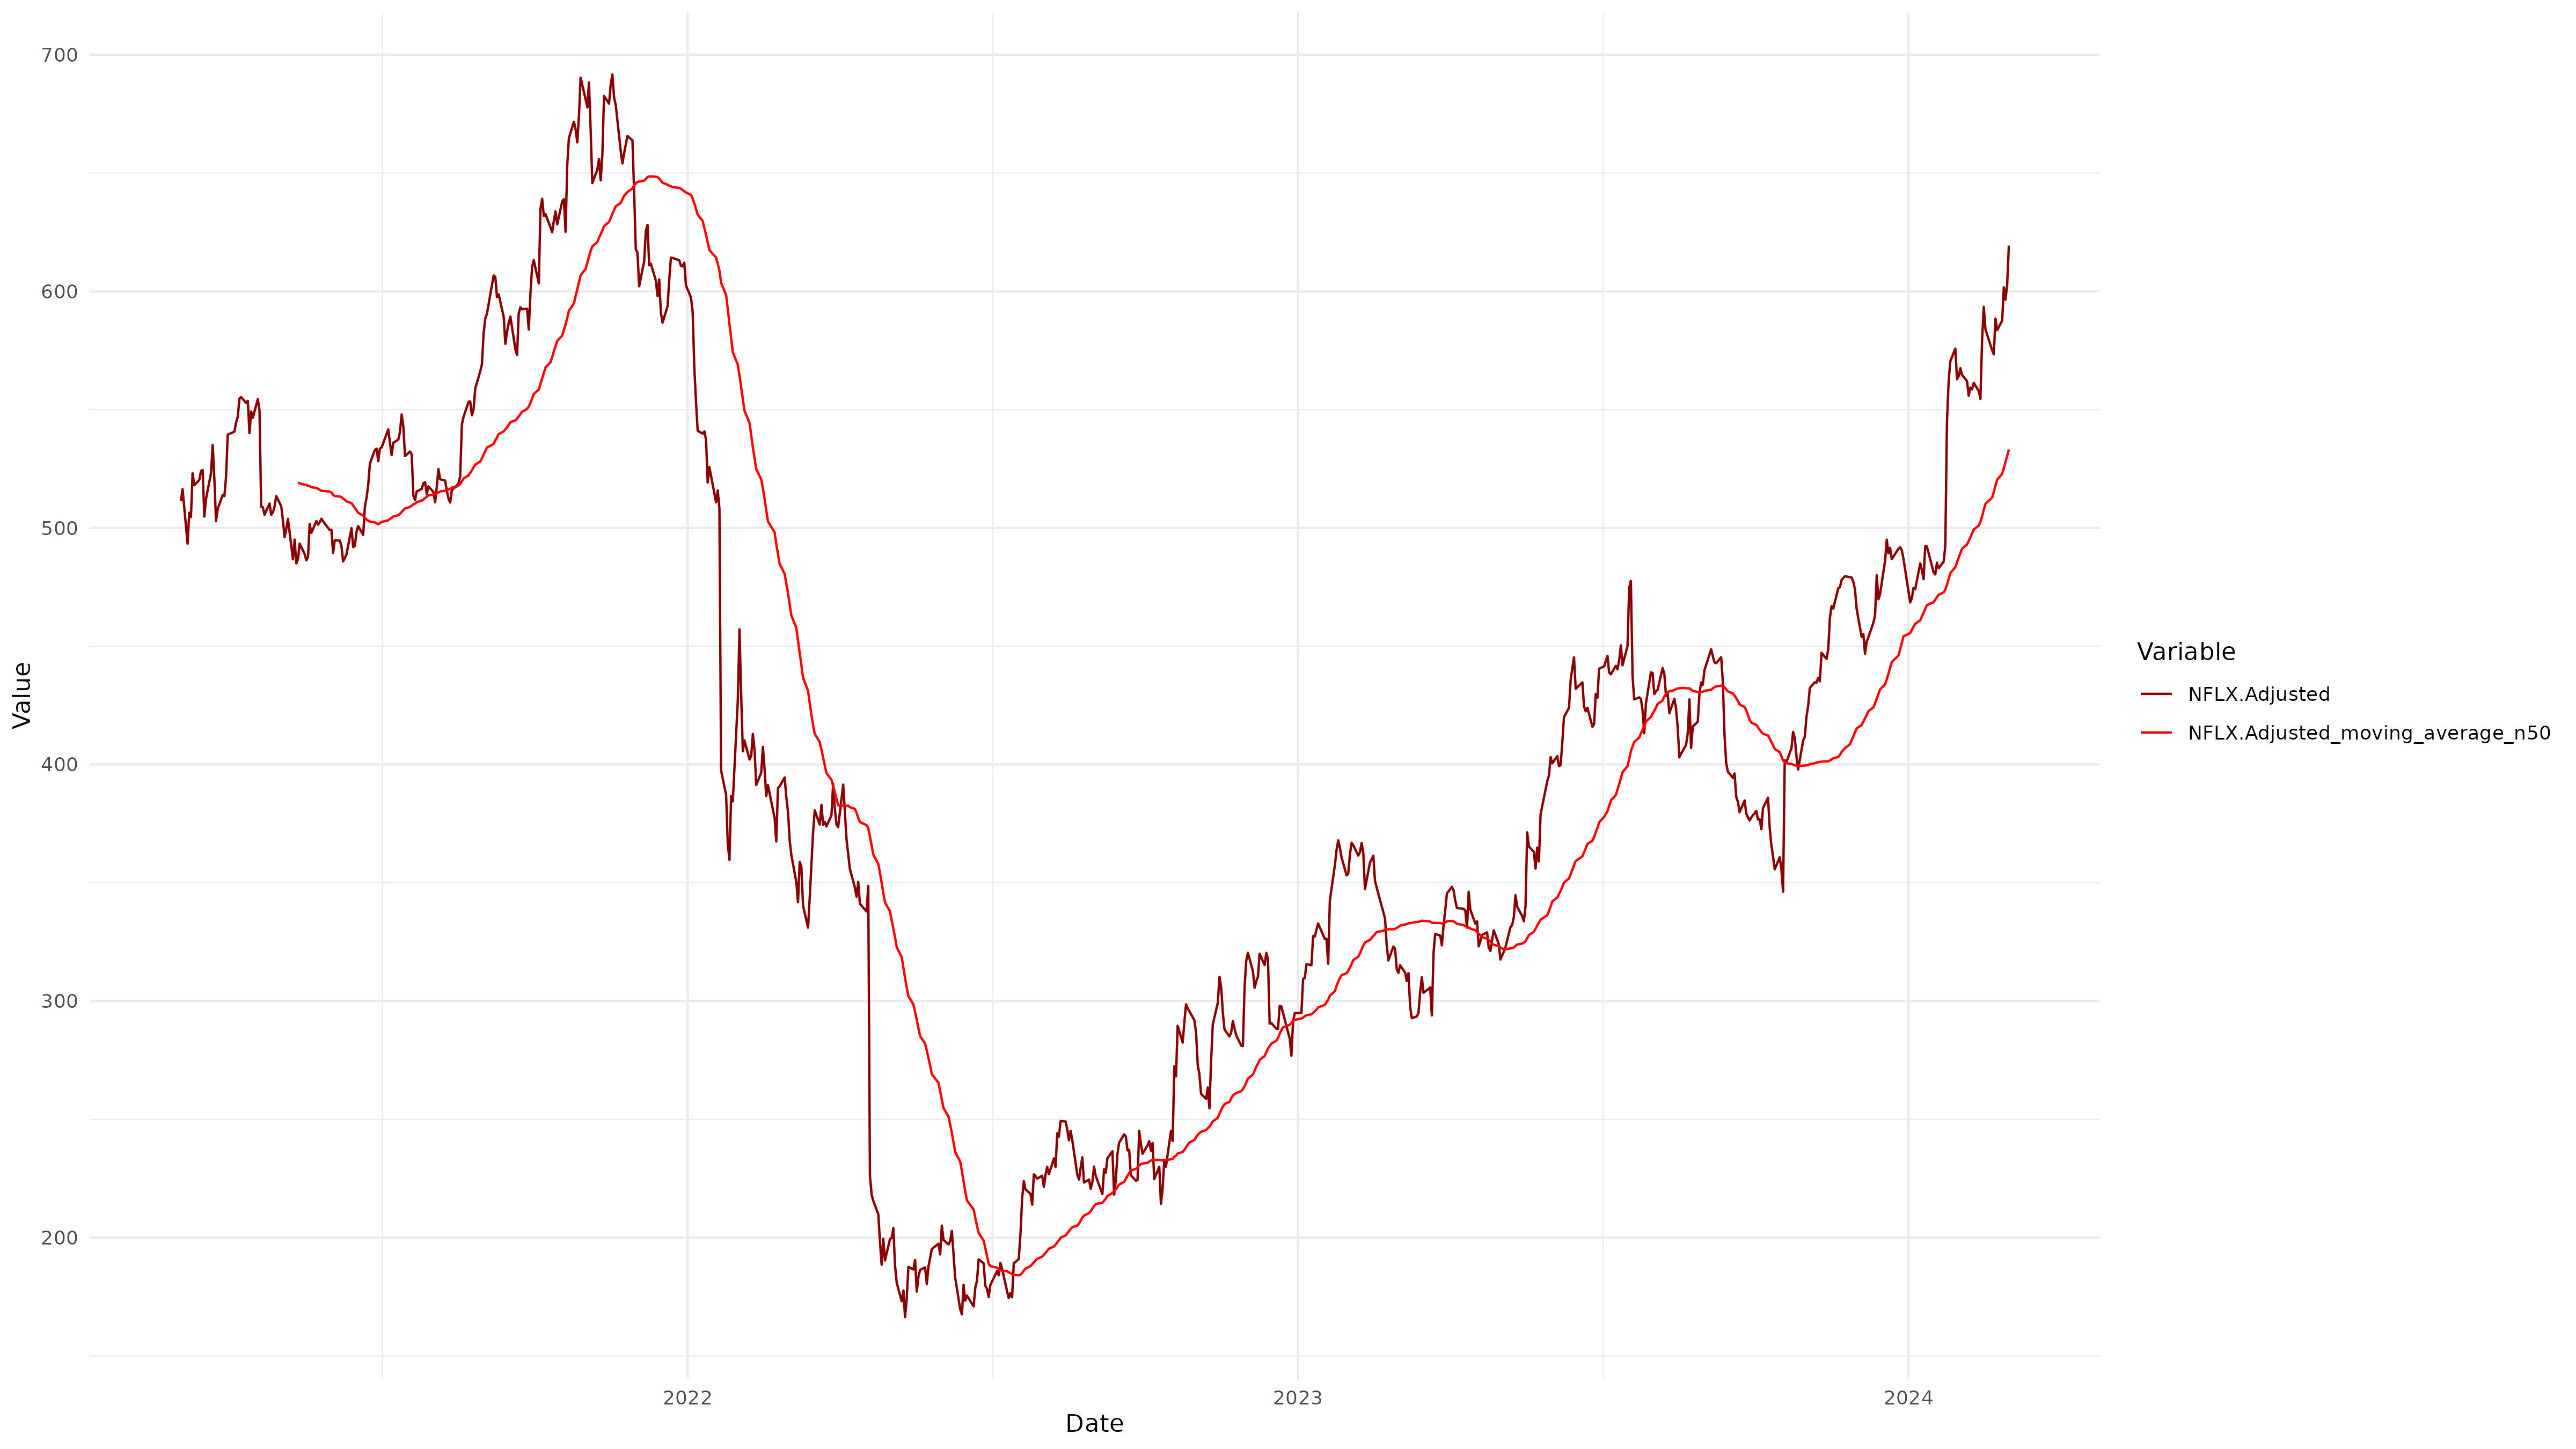 700
600
500
400
300
200
Value
2022
2023
2024
Date
Variable
NFLX.Adjusted
NFLX.Adjusted_moving_average_n50